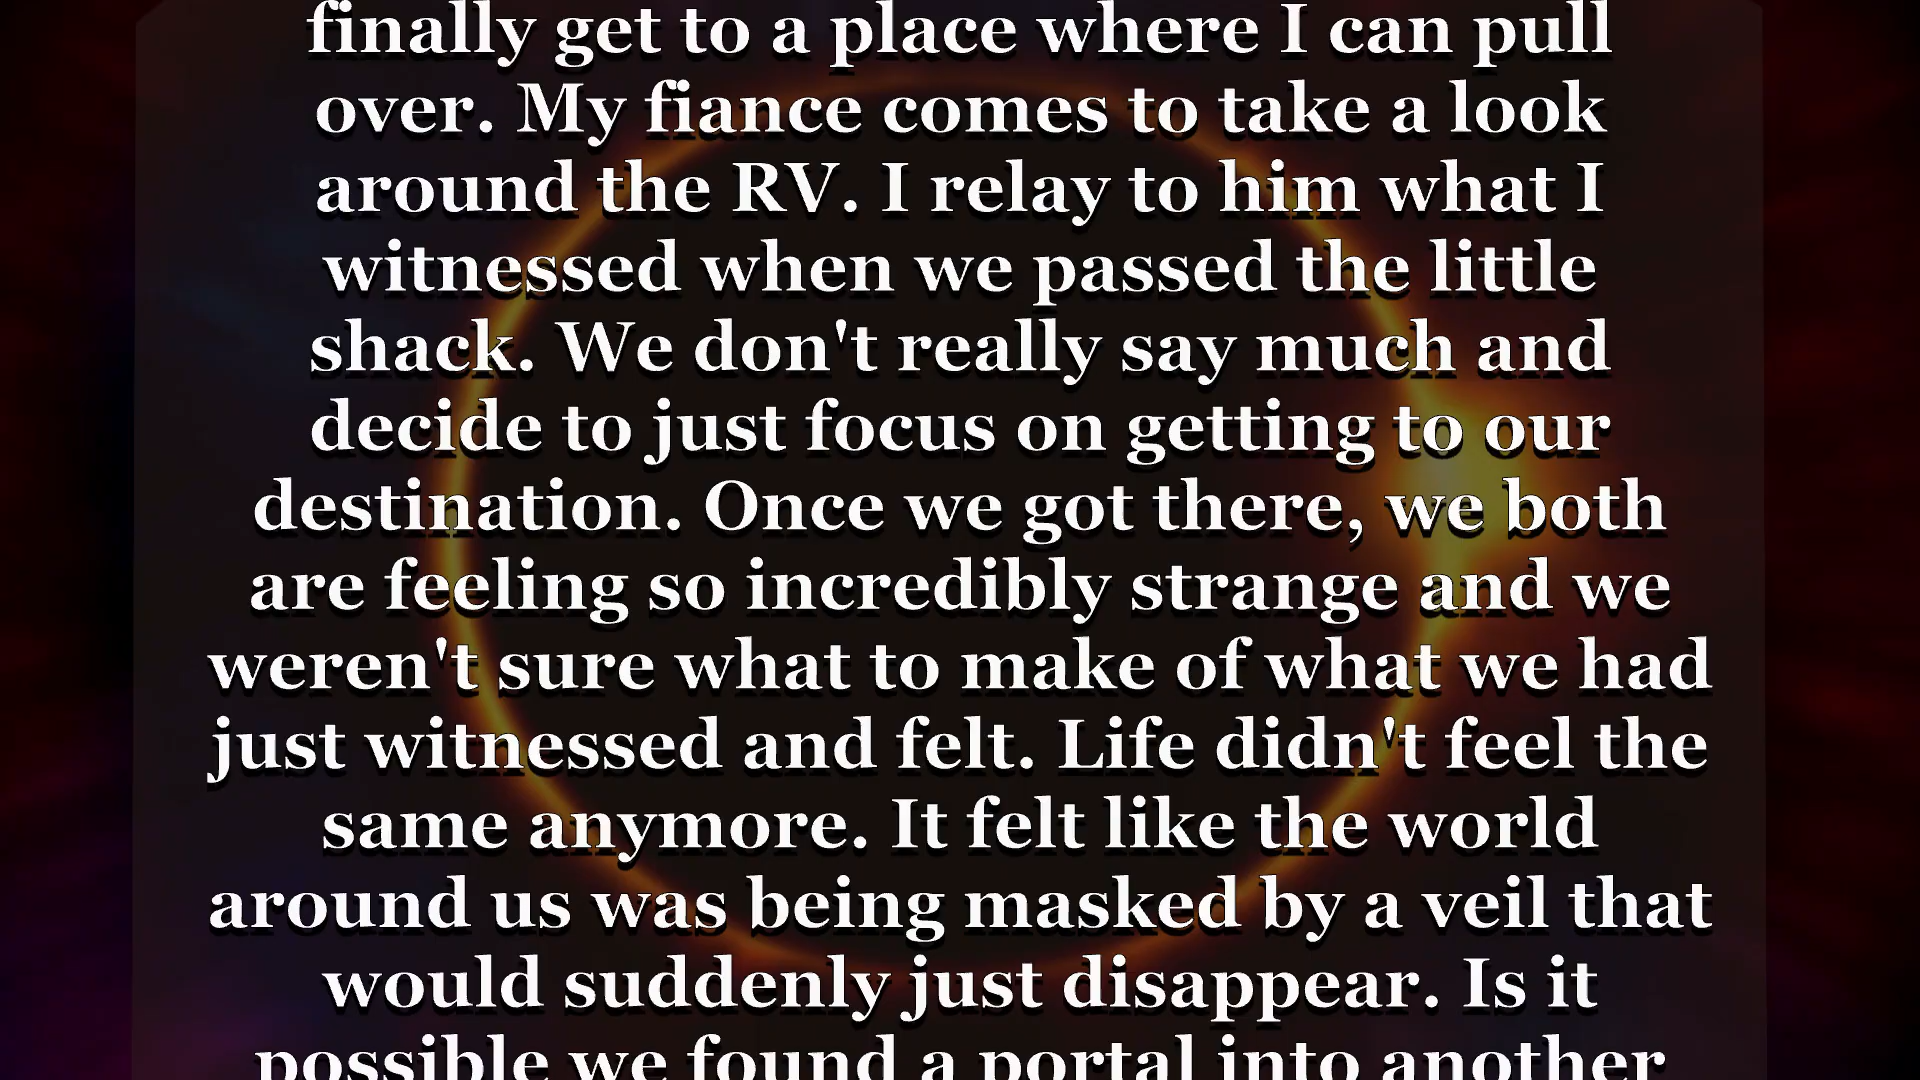 finally get to a place where I can pull
over. My fiance comes to take a look
around the RV. I relay to him what I
witnessed when we passed the little
shack. We don't really say much and
decide to just focus on getting to our
destination. Once we got there, we both
are feeling so incredibly strange and we
weren't sure what to make of what we had
just witnessed and felt. Life didn't feel the
same anymore. It felt like the world
around us was being masked by a veil that
would suddenly just disappear. Is it
possible we found a portal into another